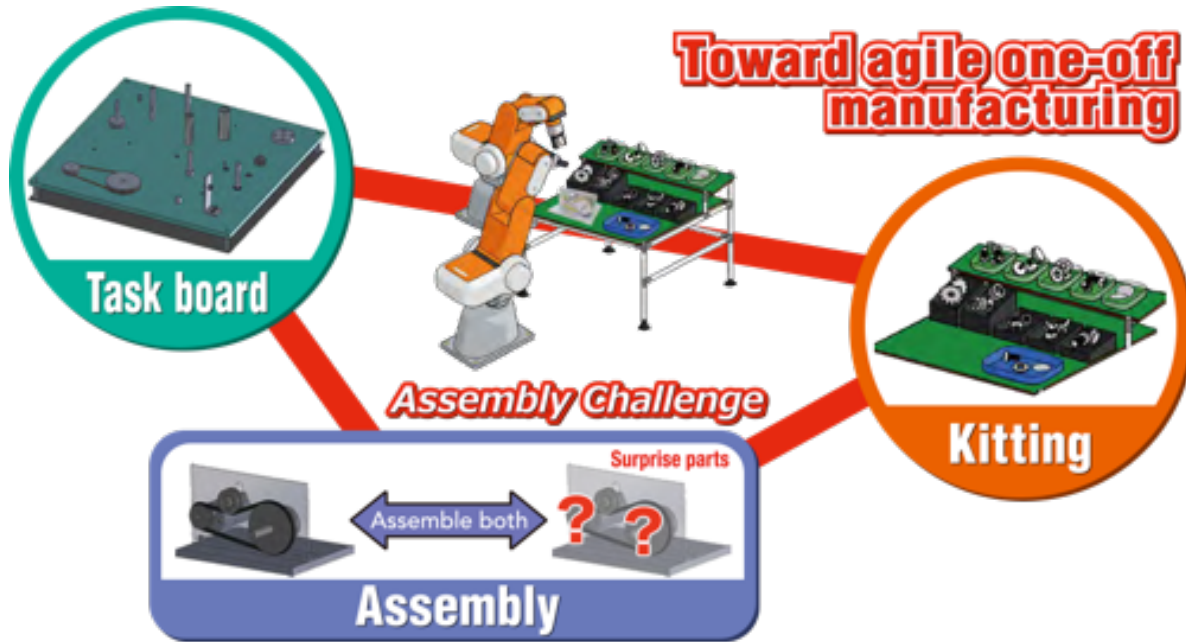 Toward agile one-off
manufacturing
Task board
Assembly Challenge
Kitting
Surprise parts
Assemble both
? ?
Assembly